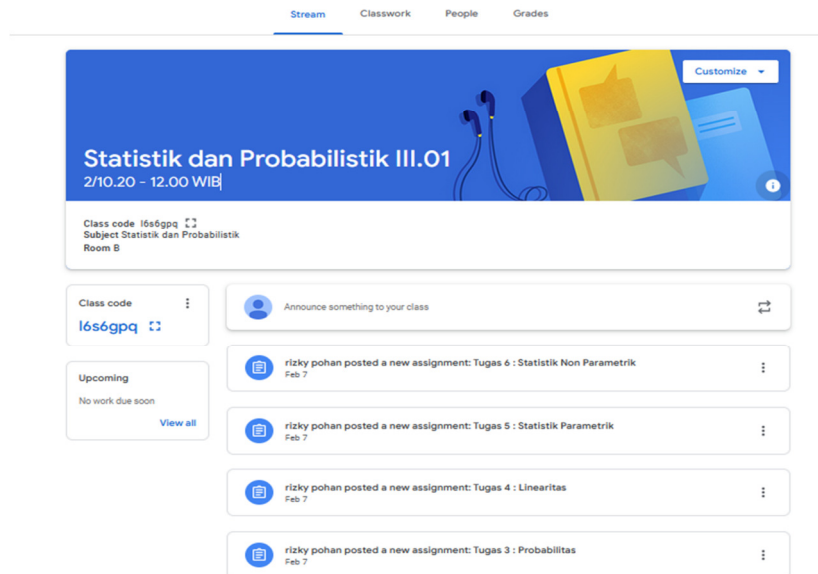 Stream Classwork People Grades
Customize
Statistik dan Probabilistik III.01
2/10.20 - 12.00 WIB
Class code l6s6gpq
Subject Statistik dan Probabilistik
Room B
Class code
l6s6gpq
Upcoming
No work due soon
View all
Announce something to your class
rizky pohan posted a new assignment: Tugas 6 : Statistik Non Parametrik
Feb 7
rizky pohan posted a new assignment: Tugas 5 : Statistik Parametrik
Feb 7
rizky pohan posted a new assignment: Tugas 4 : Linearitas
Feb 7
rizky pohan posted a new assignment: Tugas 3 : Probabilitas
Feb 7